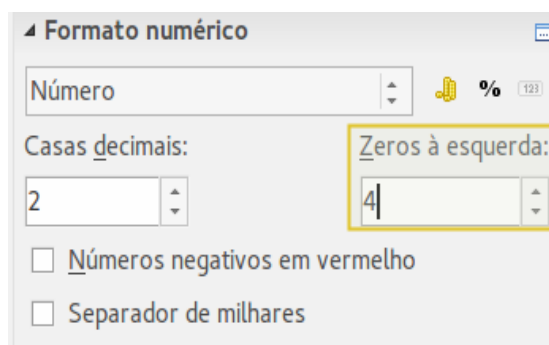 Formato numérico
Número %  123
Casas decimais: Zeros à esquerda:
2 4
Números negativos em vermelho
Separador de milhares